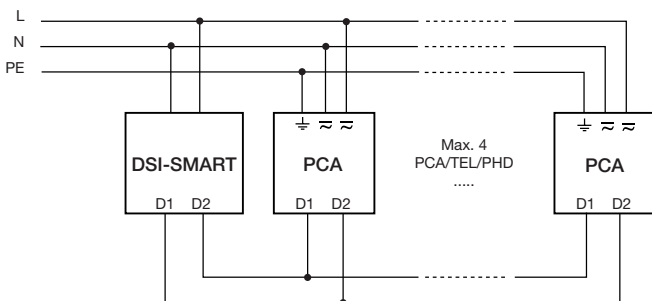 L
N
PE
DSI-SMART
D1 D2
PCA
D1 D2
Max. 4
PCA/TEL/PHD
.....
PCA
D1 D2